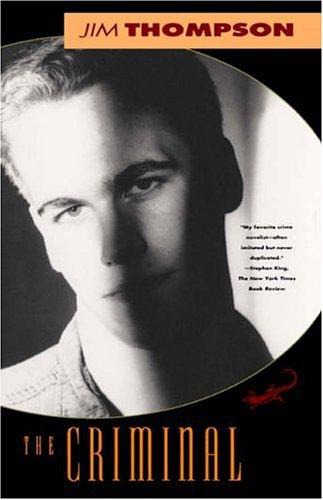 JIM THOMPSON
"My favorite crime
novelist—often
imitated but never
duplicated."
—Stephen King,
The New York Times
Book Review
THE CRIMINAL